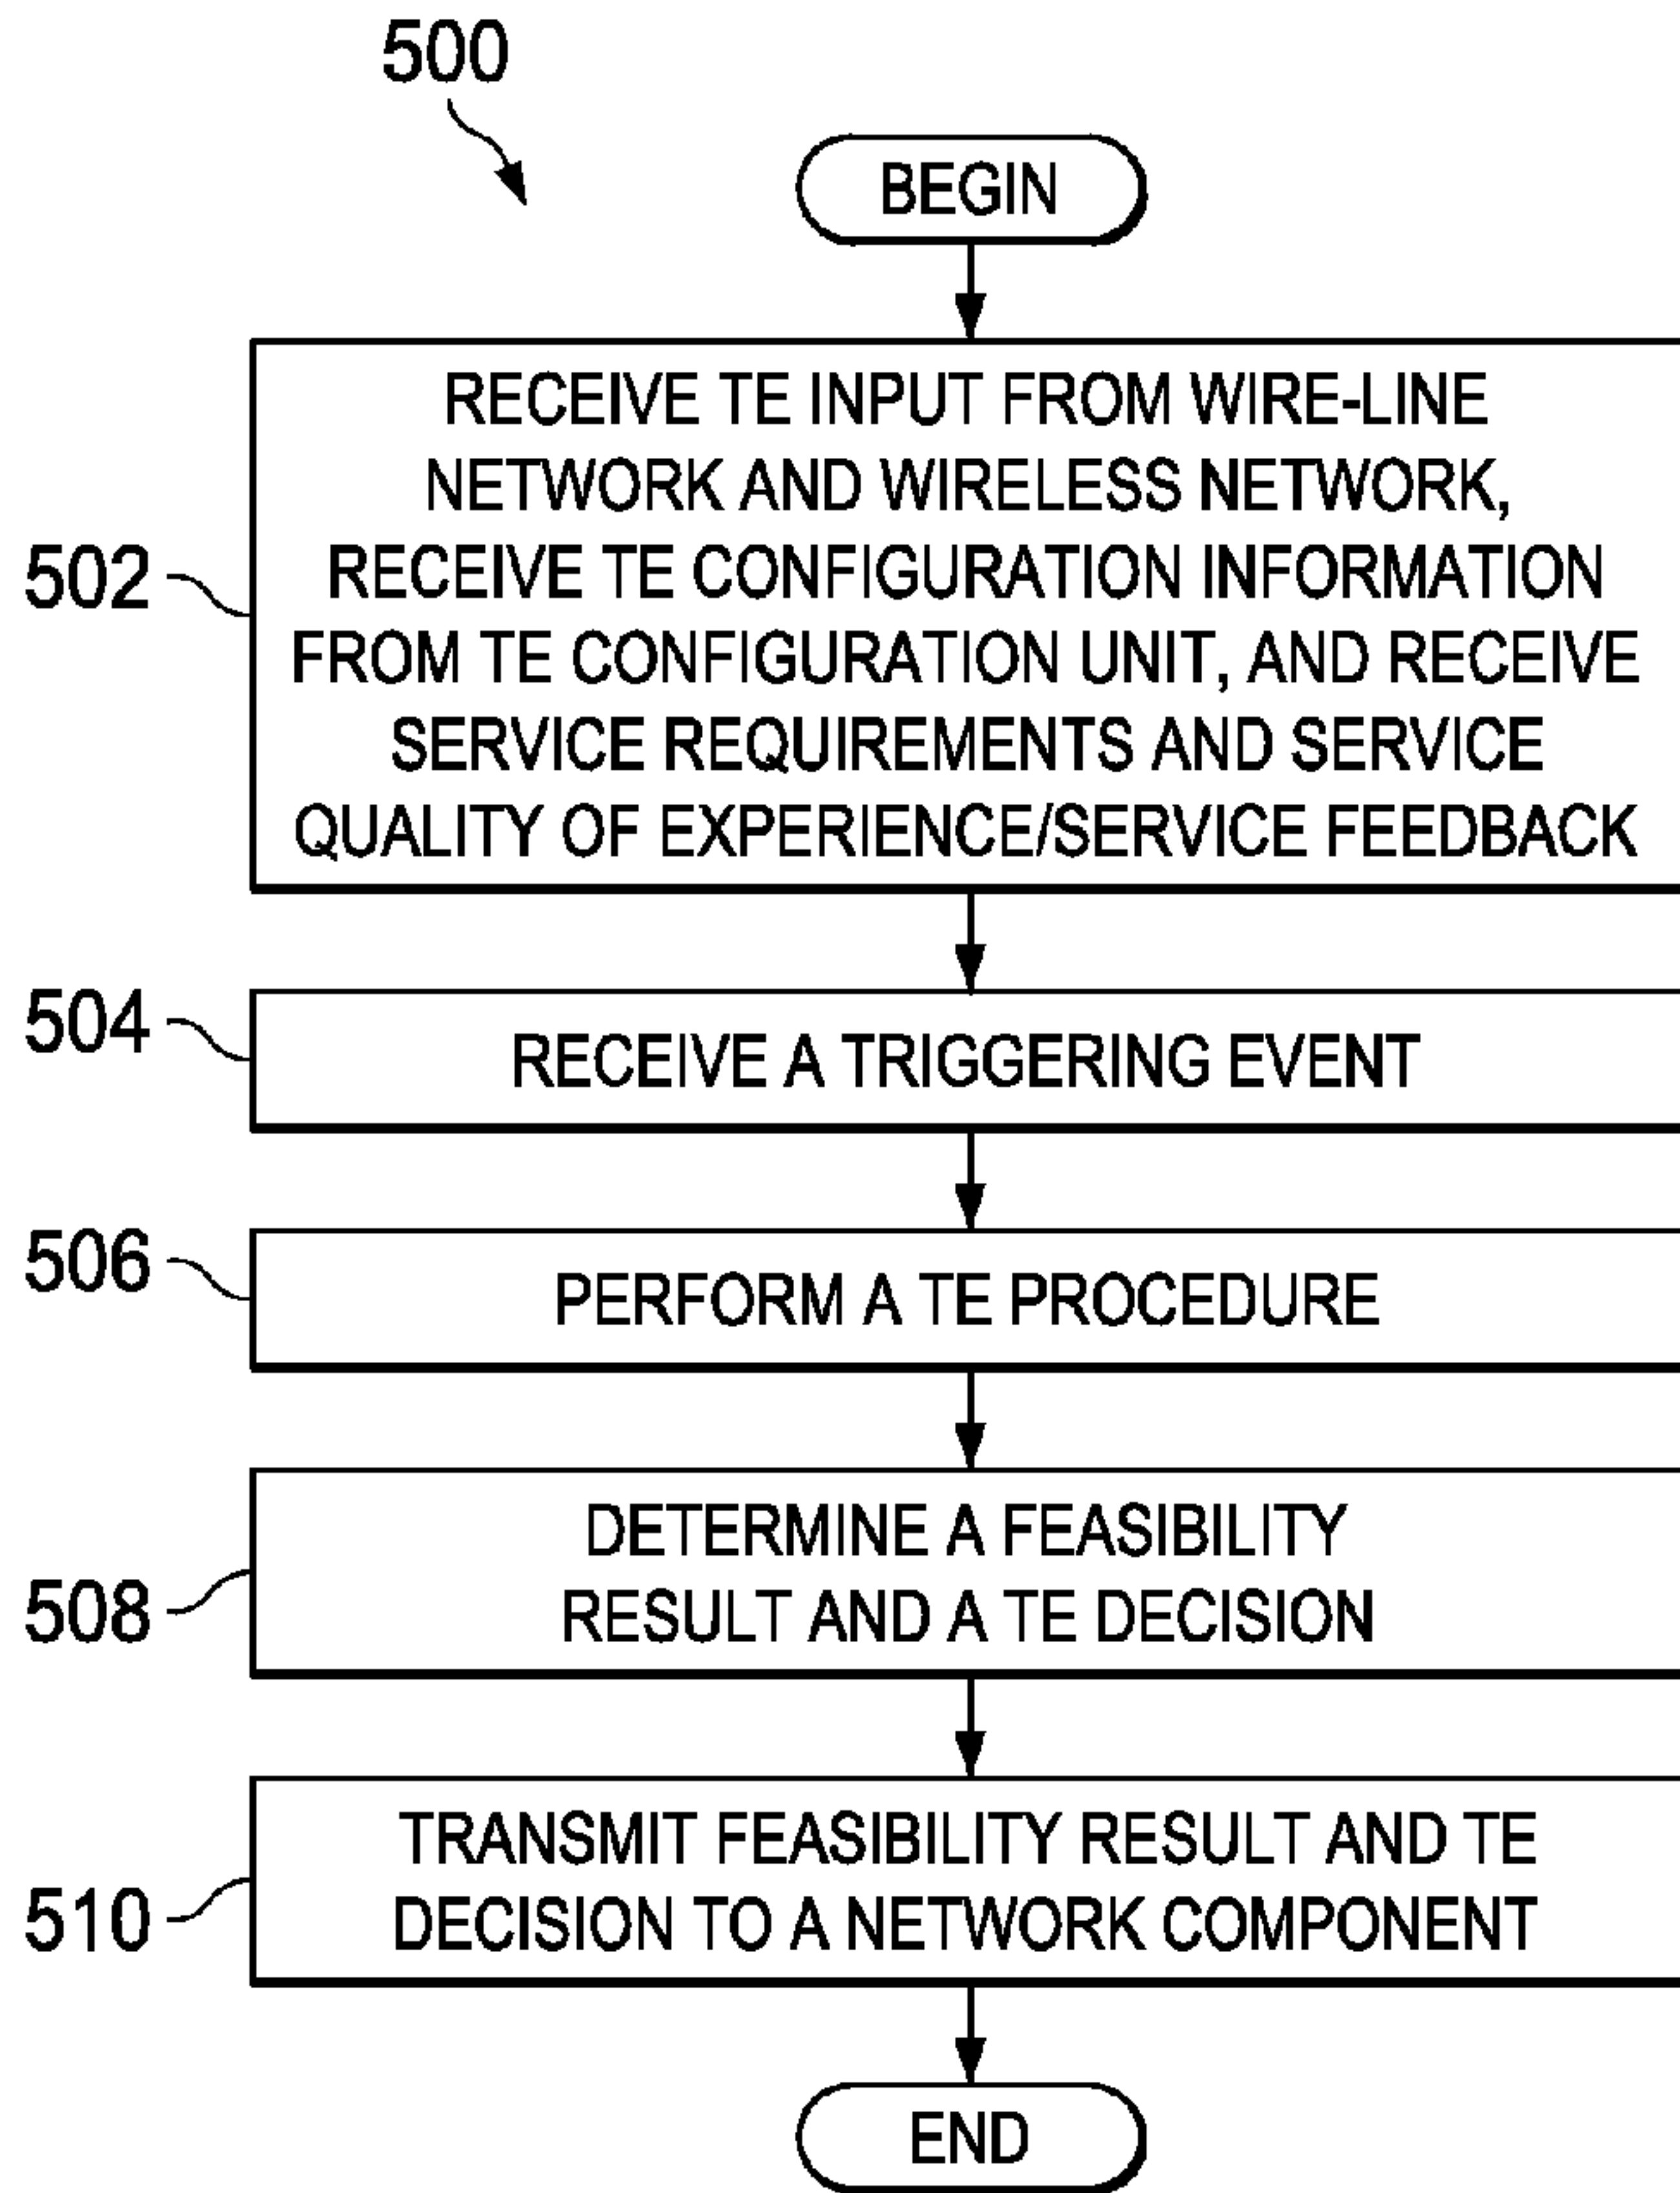 500
BEGIN
502
RECEIVE TE INPUT FROM WIRE-LINE
NETWORK AND WIRELESS NETWORK,
RECEIVE TE CONFIGURATION INFORMATION
FROM TE CONFIGURATION UNIT, AND RECEIVE
SERVICE REQUIREMENTS AND SERVICE
QUALITY OF EXPERIENCE/SERVICE FEEDBACK
504
RECEIVE A TRIGGERING EVENT
506
PERFORM A TE PROCEDURE
508
DETERMINE A FEASIBILITY
RESULT AND A TE DECISION
510
TRANSMIT FEASIBILITY RESULT AND TE
DECISION TO A NETWORK COMPONENT
END